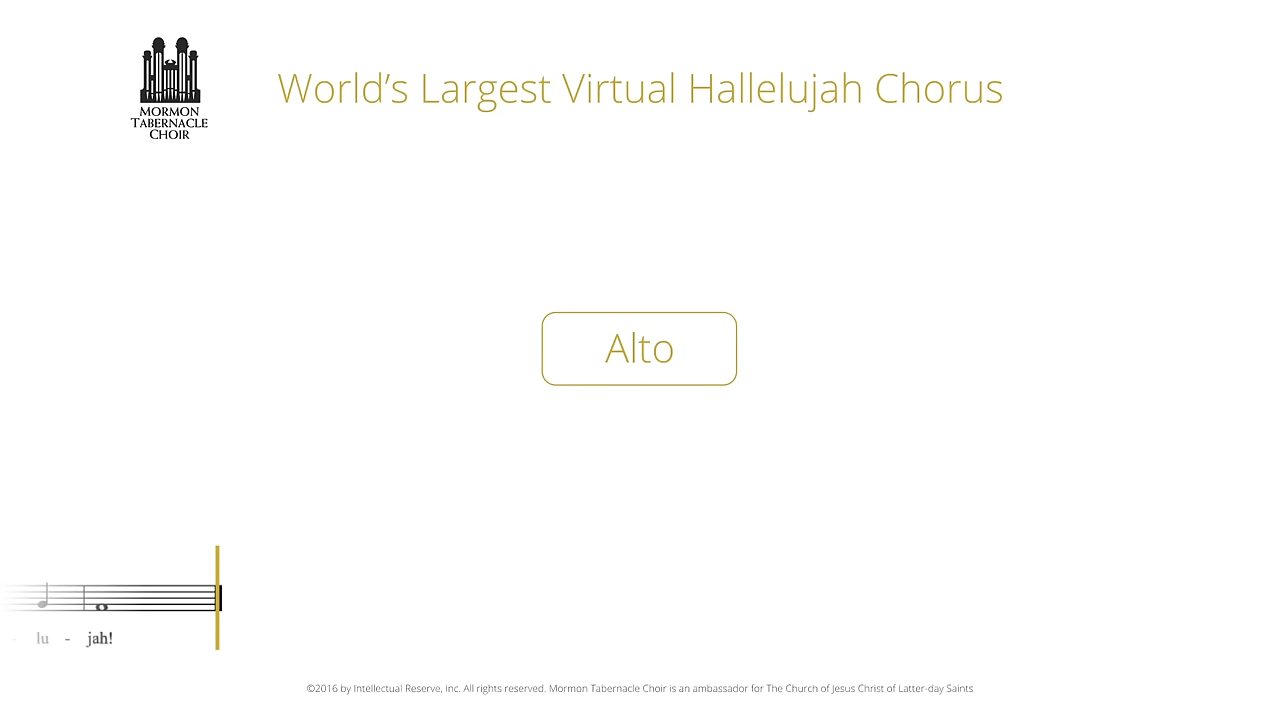 MORMON
TABERNACLE
CHOIR
World's Largest Virtual Hallelujah Chorus
Alto
- lu - jah!
©2016 by Intellectual Reserve, Inc. All rights reserved. Mormon Tabernacle Choir is an ambassador for The Church of Jesus Christ of Latter-day Saints